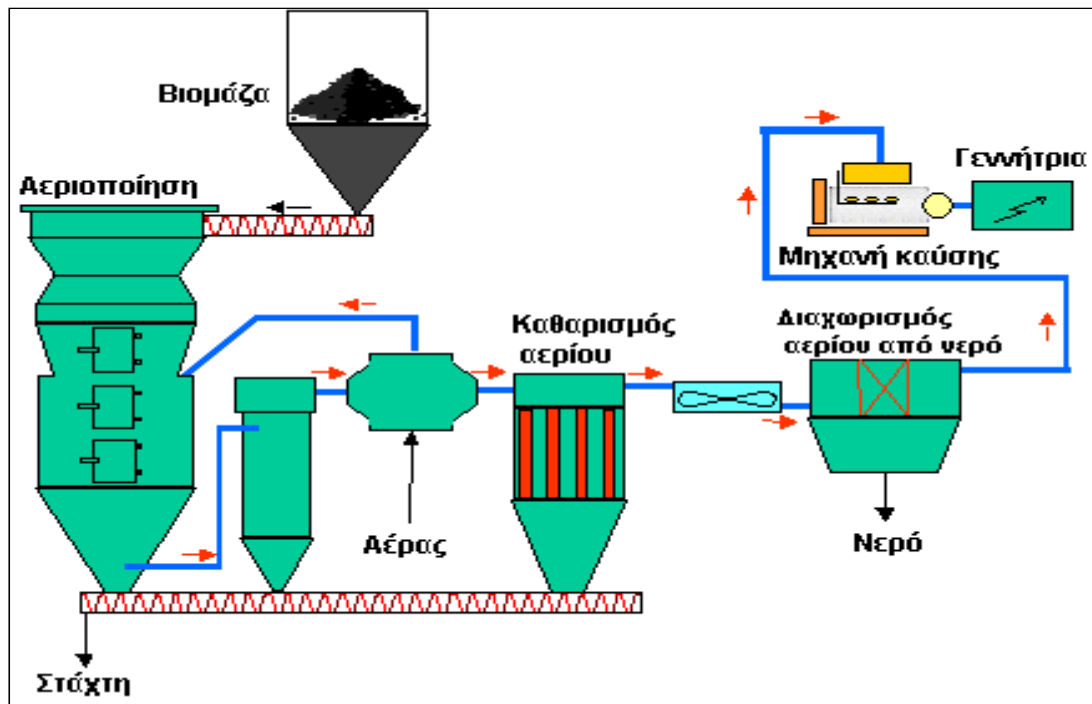 Βιομάζα
Αεριοποίηση
Γεννήτρια
Μηχανή καύσης
Καθαρισμός
αερίου
Διαχωρισμός
αερίου από νερό
Αέρας
Νερό
Στάχτη